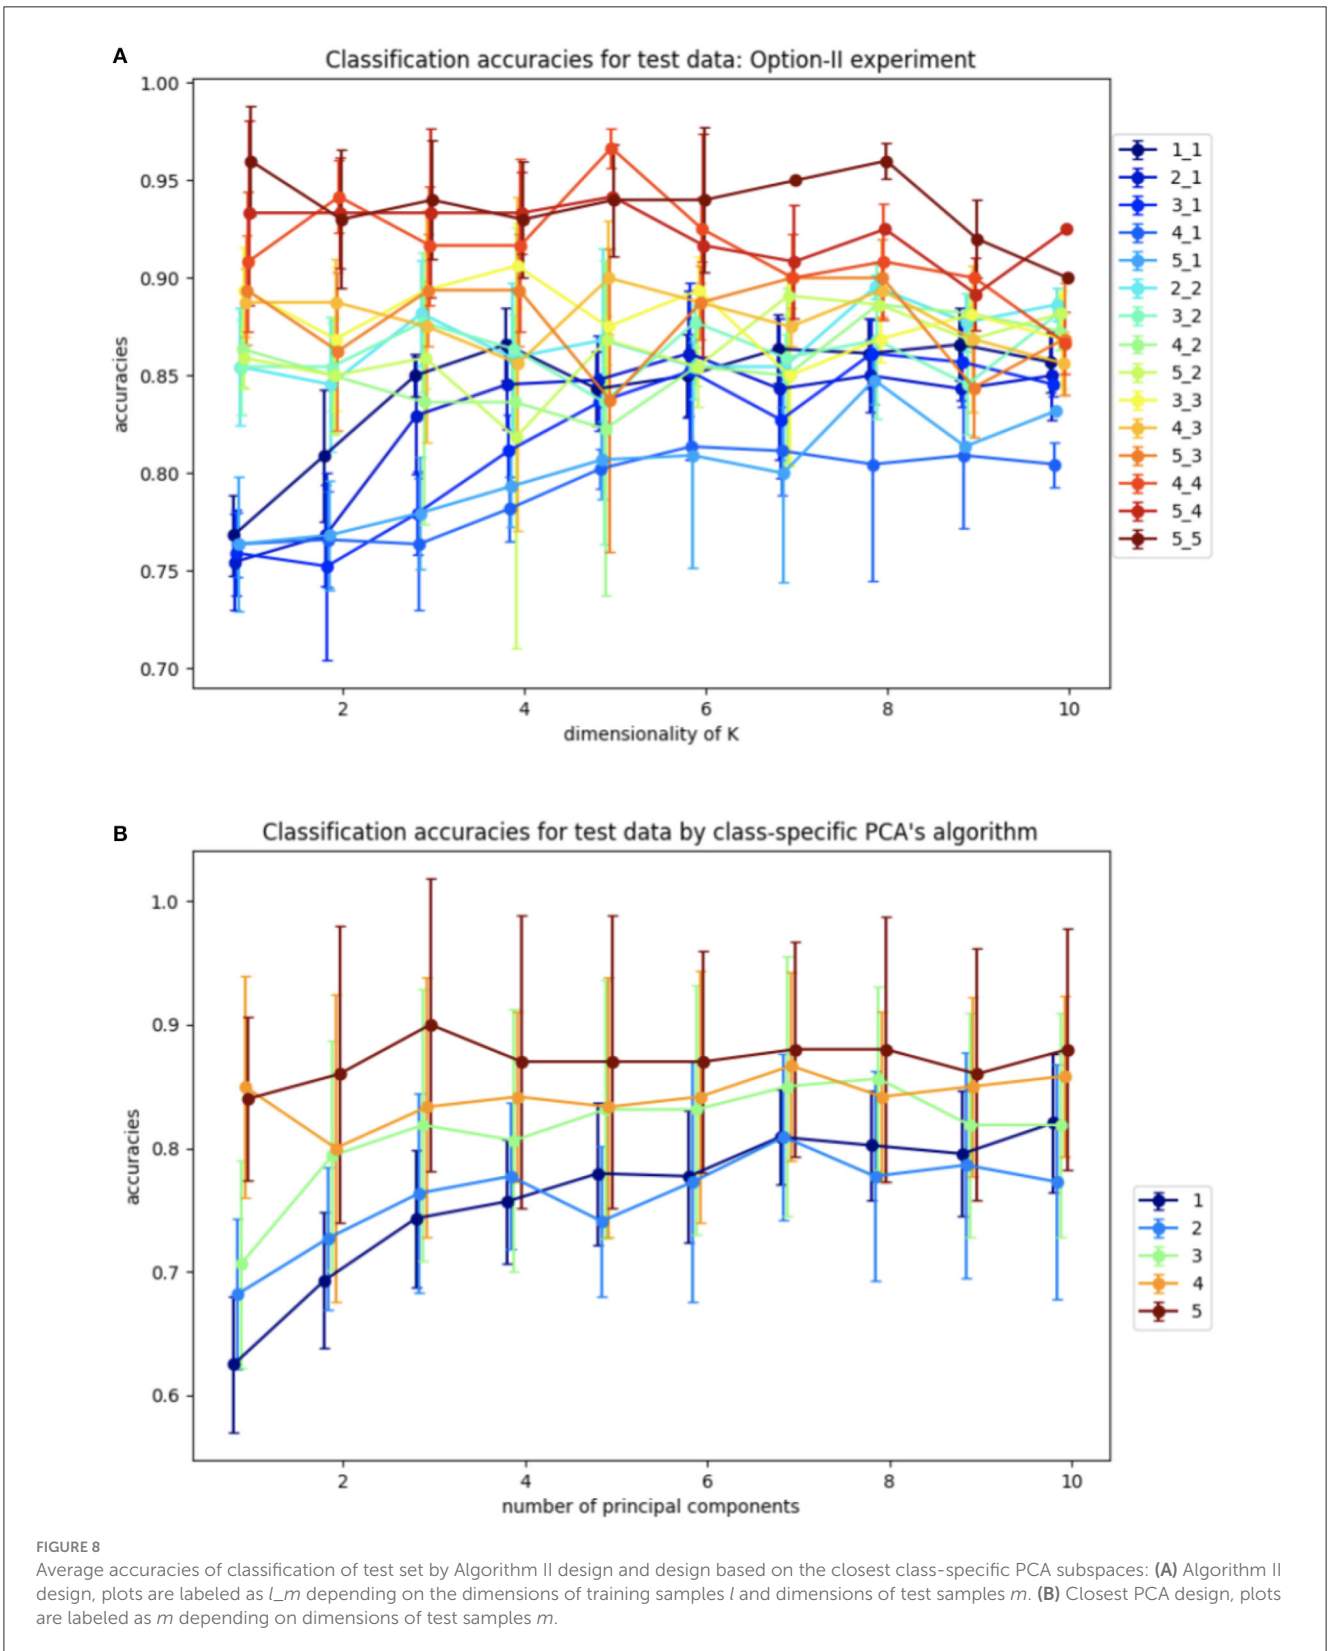 A
Classification accuracies for test data: Option-II experiment
1.00
0.95
0.90
0.85
0.80
0.75
0.70
accuracies
2 4 6 8 10
dimensionality of K
1_1
2_1
3_1
4_1
5_1
2_2
3_2
4_2
5_2
3_3
4_3
5_3
4_4
5_4
5_5
B
Classification accuracies for test data by class-specific PCA's algorithm
1.0
0.9
0.8
0.7
0.6
accuracies
2 4 6 8 10
number of principal components
1
2
3
4
5
FIGURE 8
Average accuracies of classification of test set by Algorithm II design and design based on the closest class-specific PCA subspaces: (A) Algorithm II
design, plots are labeled as l_m depending on the dimensions of training samples l and dimensions of test samples m. (B) Closest PCA design, plots
are labeled as m depending on dimensions of test samples m.